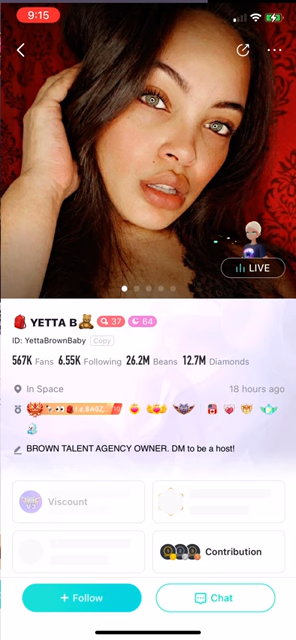 9:15
LIVE
YETTA B
37
64
ID: YettaBrownBaby
Copy
567K Fans 6.55K Following 26.2M Beans 12.7M Diamonds
In Space
18 hours ago
BROWN TALENT AGENCY OWNER. DM to be a host!
Viscount
Contribution
+ Follow
Chat